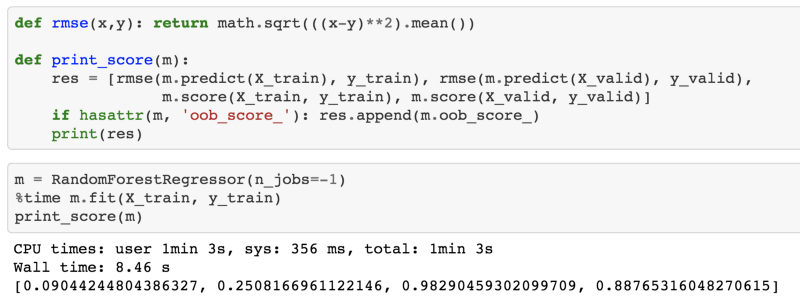 def rmse(x,y): return math.sqrt(((x-y)**2).mean())
def print_score(m):
    res = [rmse(m.predict(X_train), y_train), rmse(m.predict(X_valid), y_valid),
                m.score(X_train, y_train), m.score(X_valid, y_valid)]
    if hasattr(m, 'oob_score_'): res.append(m.oob_score_)
    print(res)
m = RandomForestRegressor(n_jobs=-1)
%time m.fit(X_train, y_train)
print_score(m)
CPU times: user 1min 3s, sys: 356 ms, total: 1min 3s
Wall time: 8.46 s
[0.09044244804386327, 0.2508166961122146, 0.98290459302099709, 0.88765316048270615]